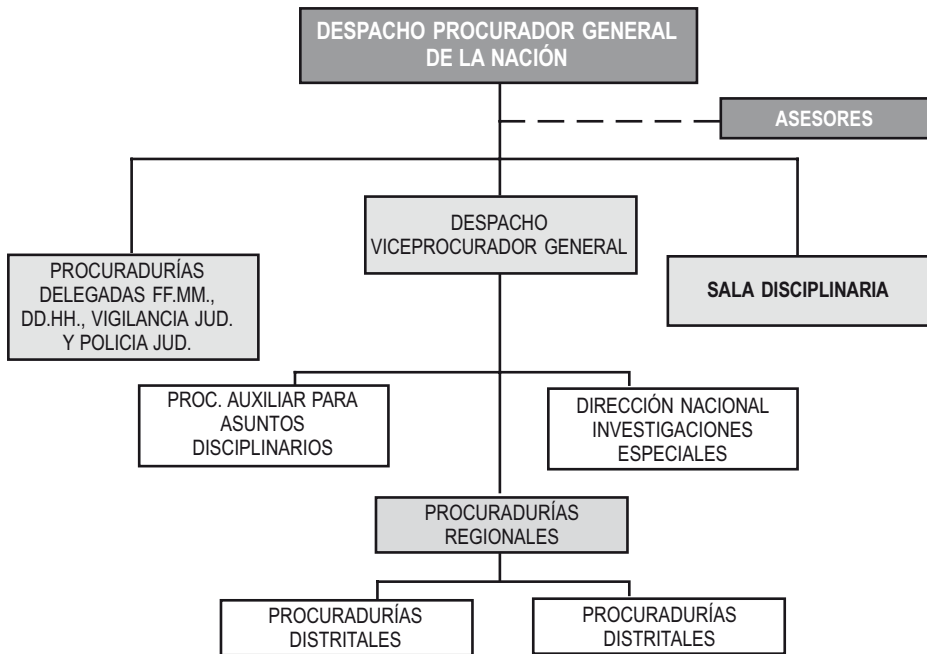 DESPACHO PROCURADOR GENERAL
DE LA NACIÓN
ASESORES
DESPACHO
VICEPROCURADOR GENERAL
PROCURADURÍAS
DELEGADAS FF.MM.,
DD.HH., VIGILANCIA JUD.
Y POLICIA JUD.
SALA DISCIPLINARIA
PROC. AUXILIAR PARA
ASUNTOS
DISCIPLINARIOS
DIRECCIÓN NACIONAL
INVESTIGACIONES
ESPECIALES
PROCURADURÍAS
REGIONALES
PROCURADURÍAS
DISTRITALES
PROCURADURÍAS
DISTRITALES